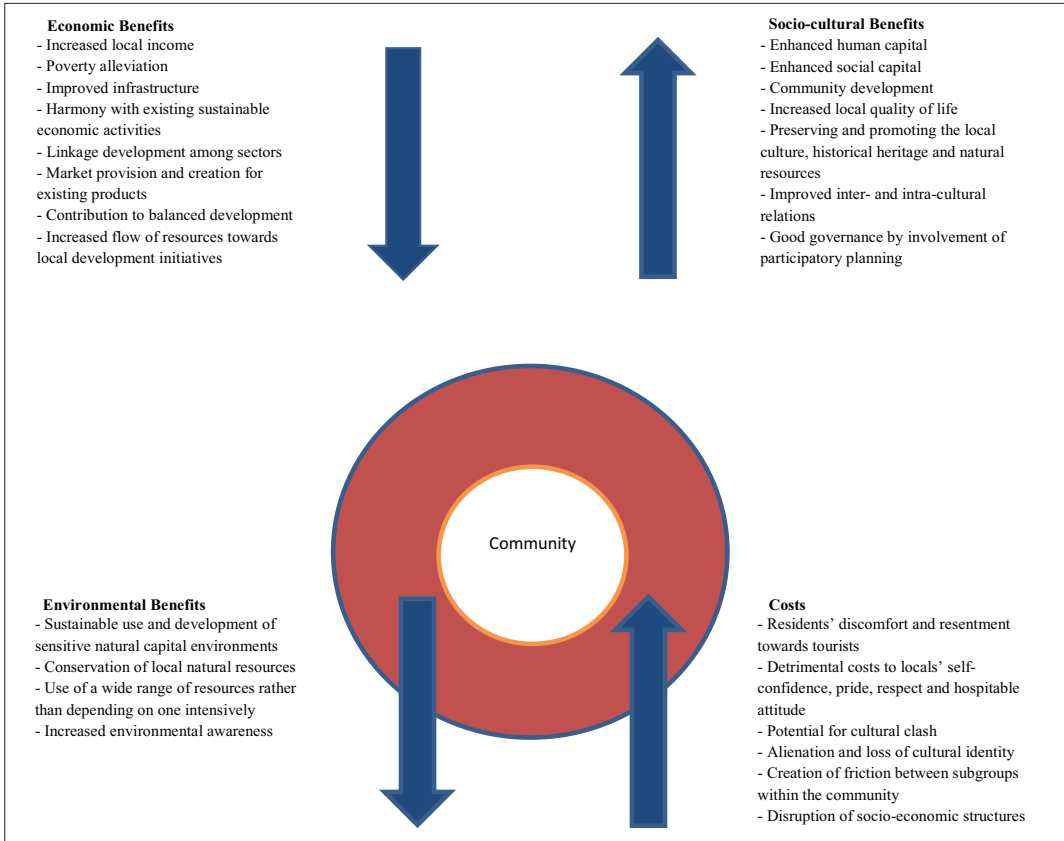 Economic Benefits
- Increased local income
- Poverty alleviation
- Improved infrastructure
- Harmony with existing sustainable
economic activities
- Linkage development among sectors
- Market provision and creation for
existing products
- Contribution to balanced development
- Increased flow of resources towards
local development initiatives
Socio-cultural Benefits
- Enhanced human capital
- Enhanced social capital
- Community development
- Increased local quality of life
- Preserving and promoting the local
culture, historical heritage and natural
resources
- Improved inter- and intra-cultural
relations
- Good governance by involvement of
participatory planning
Community
Environmental Benefits
- Sustainable use and development of
sensitive natural capital environments
- Conservation of local natural resources
- Use of a wide range of resources rather
than depending on one intensively
- Increased environmental awareness
Costs
- Residents’ discomfort and resentment
towards tourists
- Detrimental costs to locals’ self-
confidence, pride, respect and hospitable
attitude
- Potential for cultural clash
- Alienation and loss of cultural identity
- Creation of friction between subgroups
within the community
- Disruption of socio-economic structures